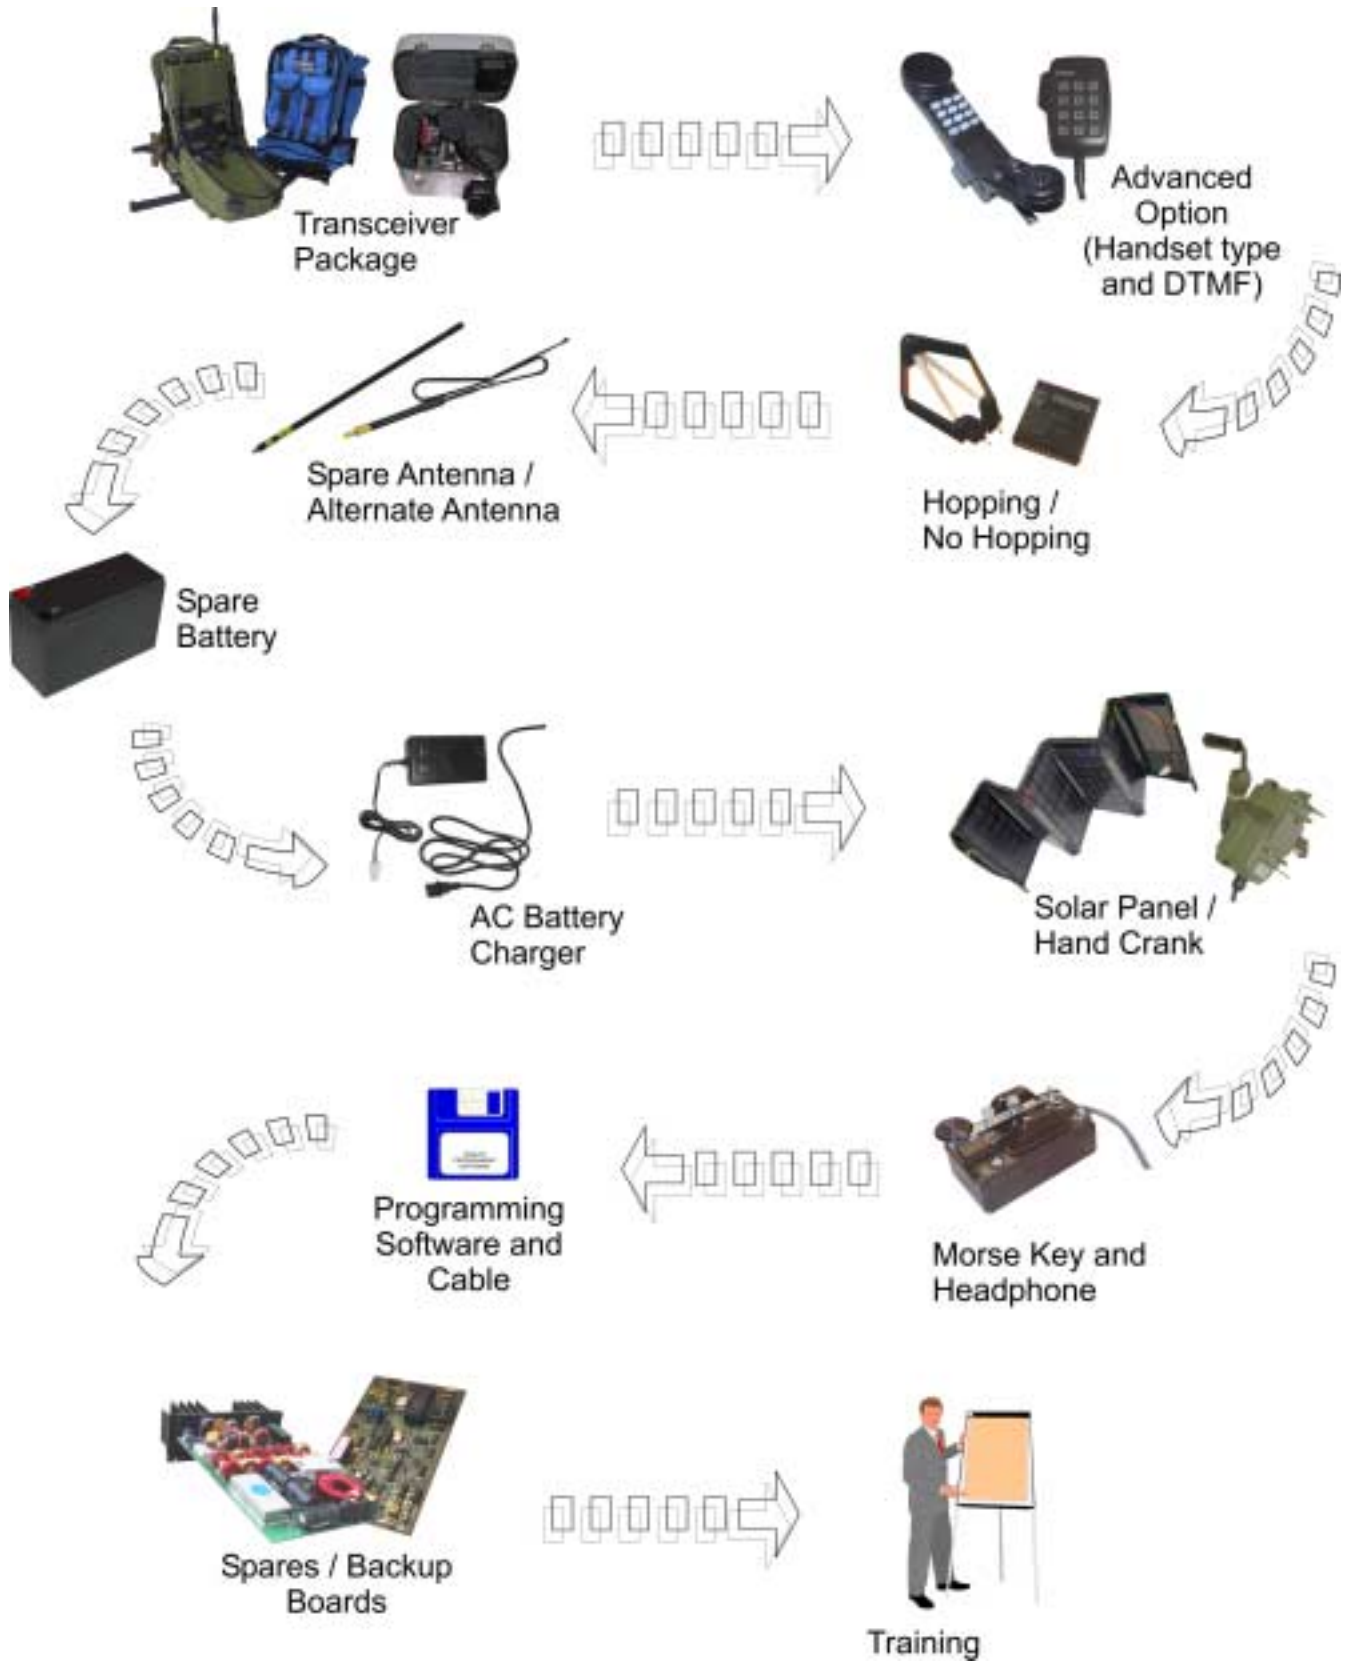 Transceiver
Package
Advanced
Option
(Handset type
and DTMF)
Hopping /
No Hopping
Spare Antenna /
Alternate Antenna
Spare
Battery
AC Battery
Charger
Solar Panel /
Hand Crank
Morse Key and
Headphone
Programming
Software and
Cable
Spares / Backup
Boards
Training